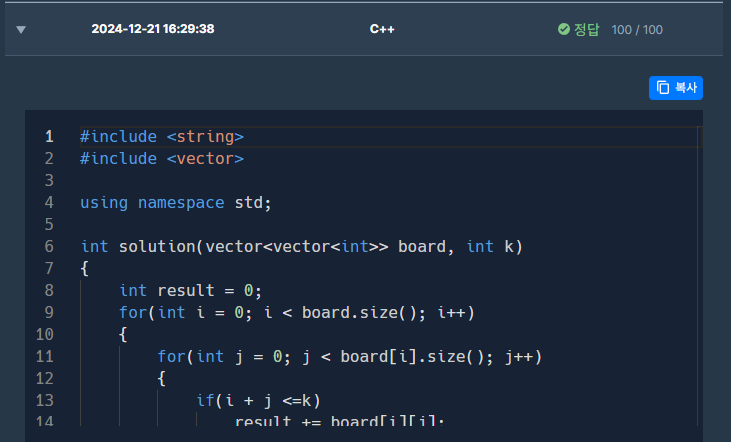 2024-12-21 16:29:38 C++ 정답 100 / 100
복사
1 #include <string>
2 #include <vector>
3
4 using namespace std;
5
6 int solution(vector<vector<int>> board, int k)
7 {
8 int result = 0;
9 for(int i = 0; i < board.size(); i++)
10 {
11 for(int j = 0; j < board[i].size(); j++)
12 {
13 if(i + j <=k)
14 result += board[i][j];